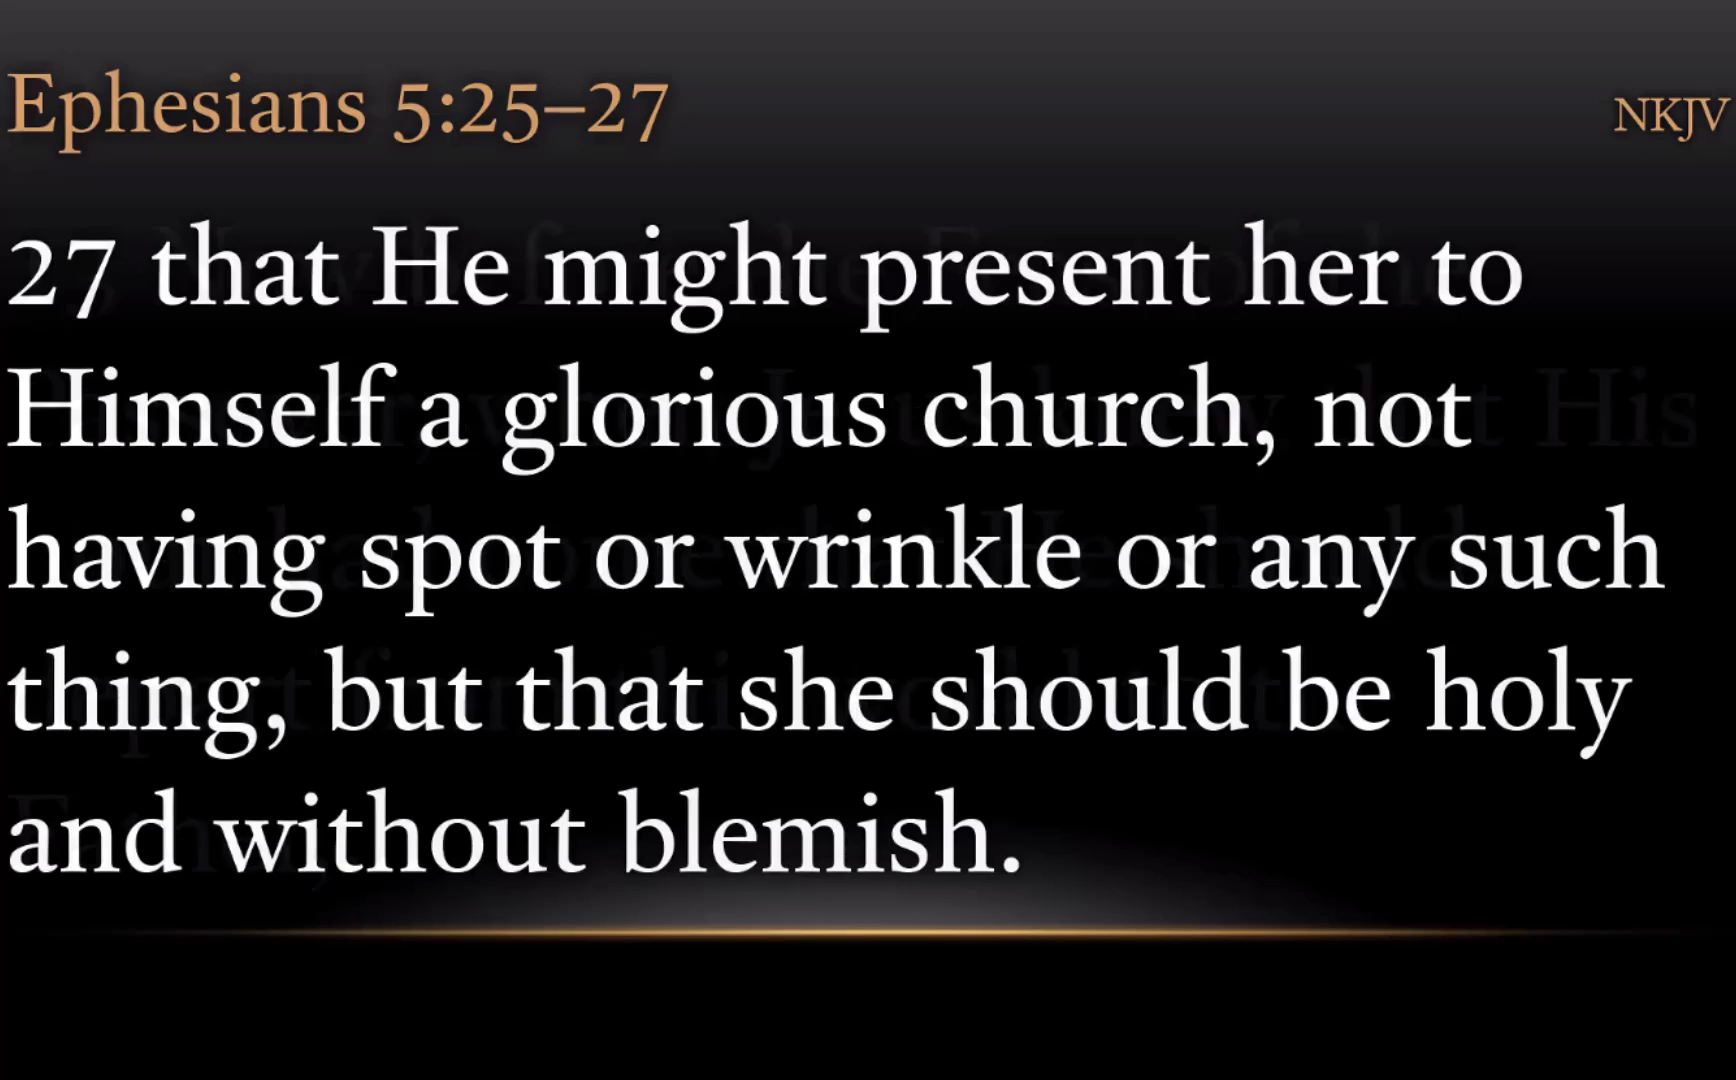 Ephesians 5:25–27
NKJV
27 that He might present her to
Himself a glorious church, not
having spot or wrinkle or any such
thing, but that she should be holy
and without blemish.